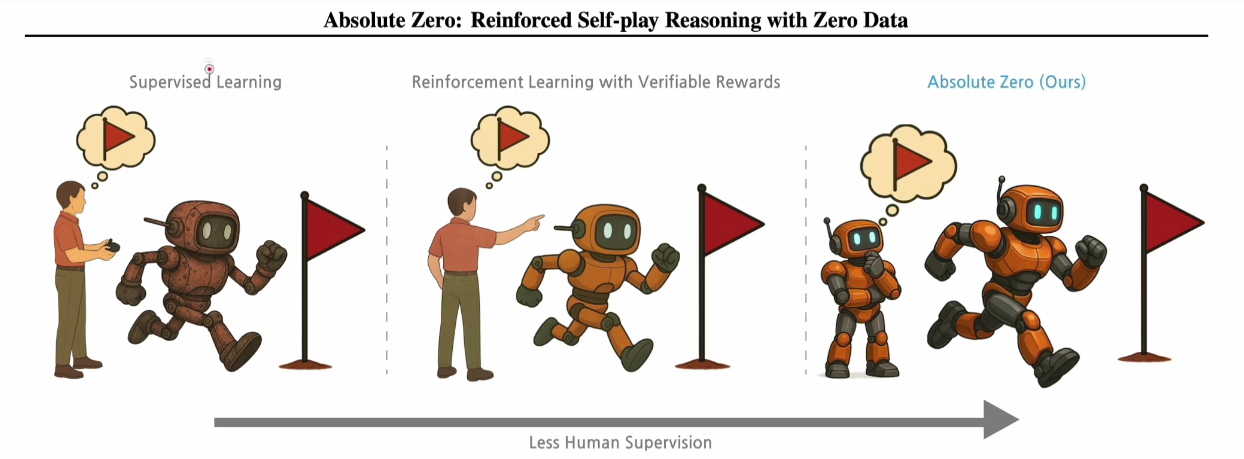 Absolute Zero: Reinforced Self-play Reasoning with Zero Data
Supervised Learning
Reinforcement Learning with Verifiable Rewards
Absolute Zero (Ours)
Less Human Supervision